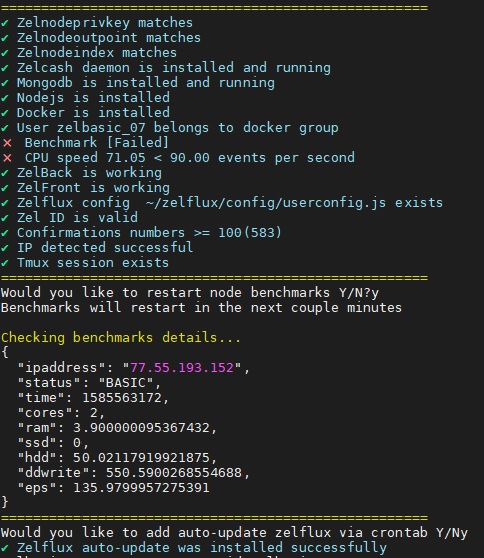 ✔ Zelnodeprivkey matches
✔ Zelnodeoutpoint matches
✔ Zelnodeindex matches
✔ Zelcash daemon is installed and running
✔ Mongodb is installed and running
✔ Nodejs is installed
✔ Docker is installed
✔ User zelbasic_07 belongs to docker group
✕ Benchmark [Failed]
✕ CPU speed 71.05 < 90.00 events per second
✔ ZelBack is working
✔ ZelFront is working
✔ Zelflux config ~/zelflux/config/userconfig.js exists
✔ Zel ID is valid
✔ Confirmations numbers >= 100(583)
✔ IP detected successful
✔ Tmux session exists
Would you like to restart node benchmarks Y/N?y
Benchmarks will restart in the next couple minutes
Checking benchmarks details...
{
"ipaddress": "77.55.193.152",
"status": "BASIC",
"time": 1585563172,
"cores": 2,
"ram": 3.900000095367432,
"ssd": 0,
"hdd": 50.02117919921875,
"ddwrite": 550.5900268554688,
"eps": 135.9799957275391
}
Would you like to add auto-update zelflux via crontab Y/Ny
✔ Zelflux auto-update was installed successfully